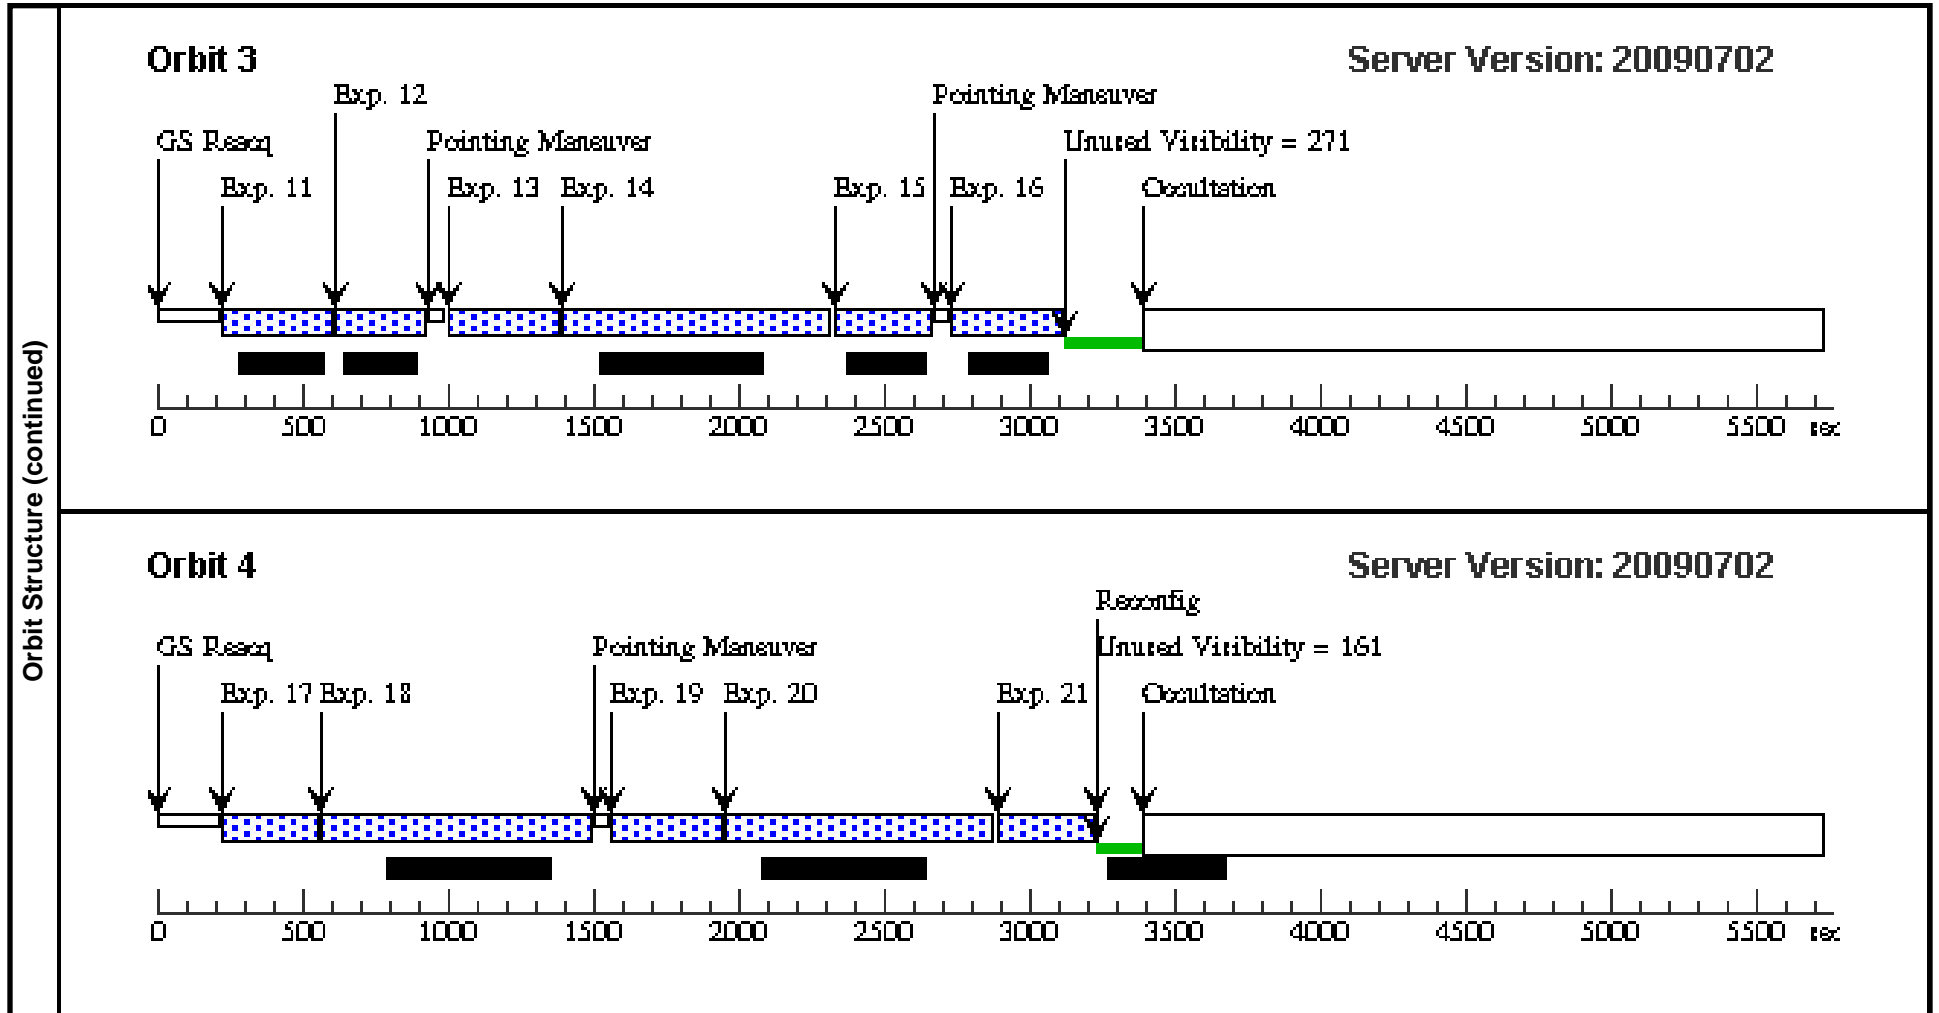 Orbit Structure (continued)
Orbit 3
Server Version: 20090702
Exp. 12
Pointing Maneuver
GS Reacq
Pointing Maneuver
Unused Visibility = 271
Exp. 11
Exp. 13
Exp. 14
Exp. 15
Exp. 16
Occultation
0 500 1000 1500 2000 2500 3000 3500 4000 4500 5000 5500 sec
Orbit 4
Server Version: 20090702
Reconfig
GS Reacq
Pointing Maneuver
Unused Visibility = 161
Exp. 17
Exp. 18
Exp. 19
Exp. 20
Exp. 21
Occultation
0 500 1000 1500 2000 2500 3000 3500 4000 4500 5000 5500 sec